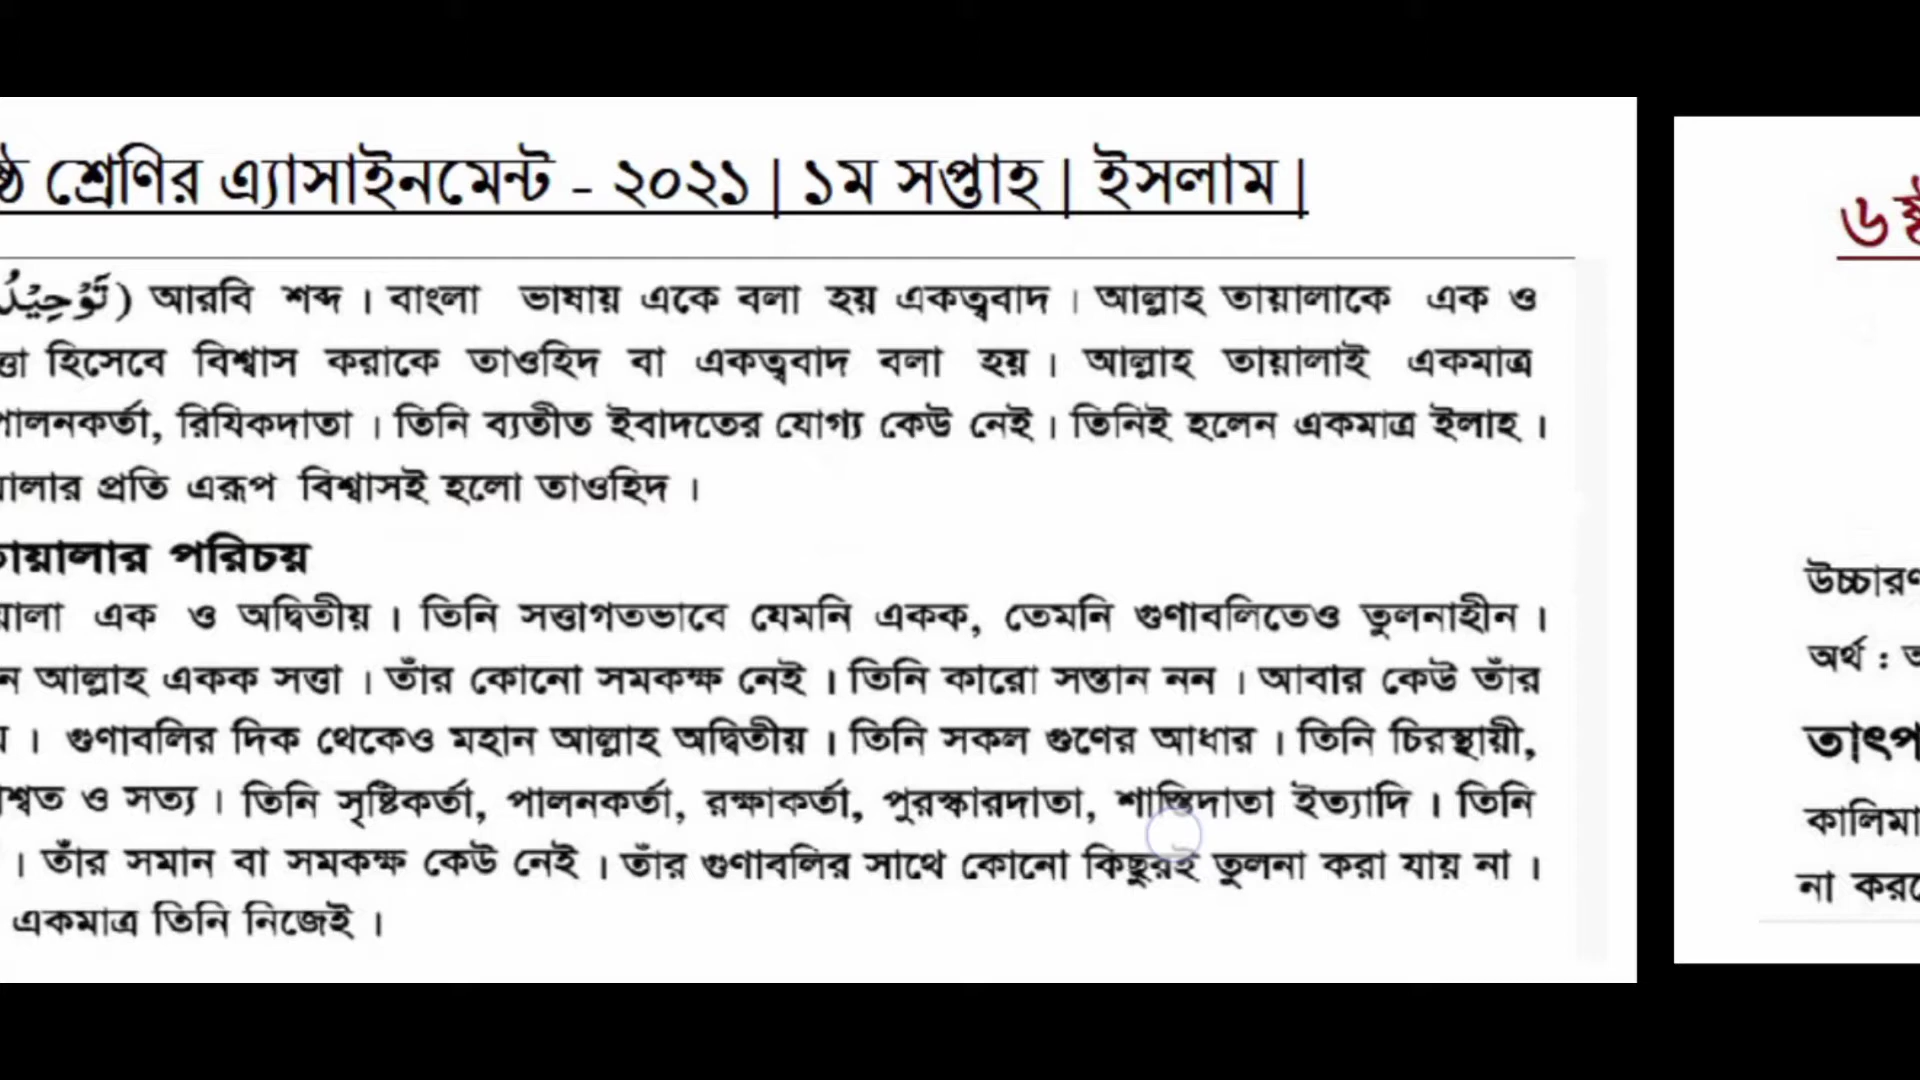 শ্রেণির এ্যাসাইনমেন্ট - ২০২১ | ১ম সপ্তাহ | ইসলাম |
تَوْحِيْدُ) আরবি শব্দ । বাংলা ভাষায় একে বলা হয় একত্ববাদ । আল্লাহ তায়ালাকে এক ও
হিসেবে বিশ্বাস করাকে তাওহিদ বা একত্ববাদ বলা হয় । আল্লাহ তায়ালাই একমাত্র
পালনকর্তা, রিযিকদাতা । তিনি ব্যতীত ইবাদতের যোগ্য কেউ নেই । তিনিই হলেন একমাত্র ইলাহ ।
য়ালার প্রতি এরূপ বিশ্বাসই হলো তাওহিদ ।
তায়ালার পরিচয়
য়ালা এক ও অদ্বিতীয় । তিনি সত্তাগতভাবে যেমনি একক, তেমনি গুণাবলিতেও তুলনাহীন ।
ন আল্লাহ একক সত্তা । তাঁর কোনো সমকক্ষ নেই । তিনি কারো সন্তান নন । আবার কেউ তাঁর
। গুণাবলির দিক থেকেও মহান আল্লাহ অদ্বিতীয় । তিনি সকল গুণের আধার । তিনি চিরস্থায়ী,
শ্বত ও সত্য । তিনি সৃষ্টিকর্তা, পালনকর্তা, রক্ষাকর্তা, পুরস্কারদাতা, শাস্তিদাতা ইত্যাদি । তিনি
। তাঁর সমান বা সমকক্ষ কেউ নেই । তাঁর গুণাবলির সাথে কোনো কিছুরই তুলনা করা যায় না ।
একমাত্র তিনি নিজেই ।
৬ষ্ঠ
উচ্চারণ
অর্থ :
তাৎপ
কালিমা
না করে